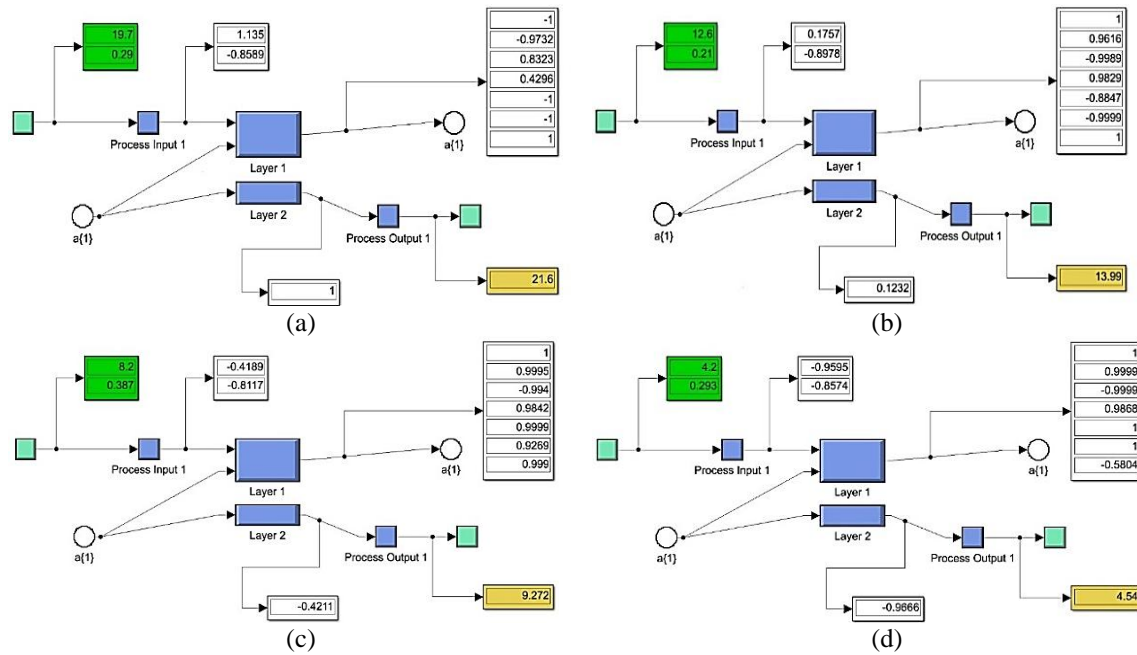 19.7
0.29
1.135
-0.8589
-1
-0.9732
0.8323
0.4296
-1
-1
1
Process Input 1
Layer 1
a{1}
Layer 2
a{1}
Process Output 1
1
21.6
(a)
12.6
0.21
0.1757
-0.8978
1
0.9616
-0.9989
0.9829
-0.8847
-0.9999
1
Process Input 1
Layer 1
a{1}
Layer 2
a{1}
Process Output 1
0.1232
13.99
(b)
8.2
0.387
-0.4189
-0.8117
1
0.9995
-0.994
0.9842
0.9999
0.9269
0.999
Process Input 1
Layer 1
a{1}
Layer 2
a{1}
Process Output 1
-0.4211
9.272
(c)
4.2
0.293
-0.9595
-0.8574
1
0.9999
-0.9999
0.9868
1
1
-0.5804
Process Input 1
Layer 1
a{1}
Layer 2
a{1}
Process Output 1
-0.9666
4.54
(d)